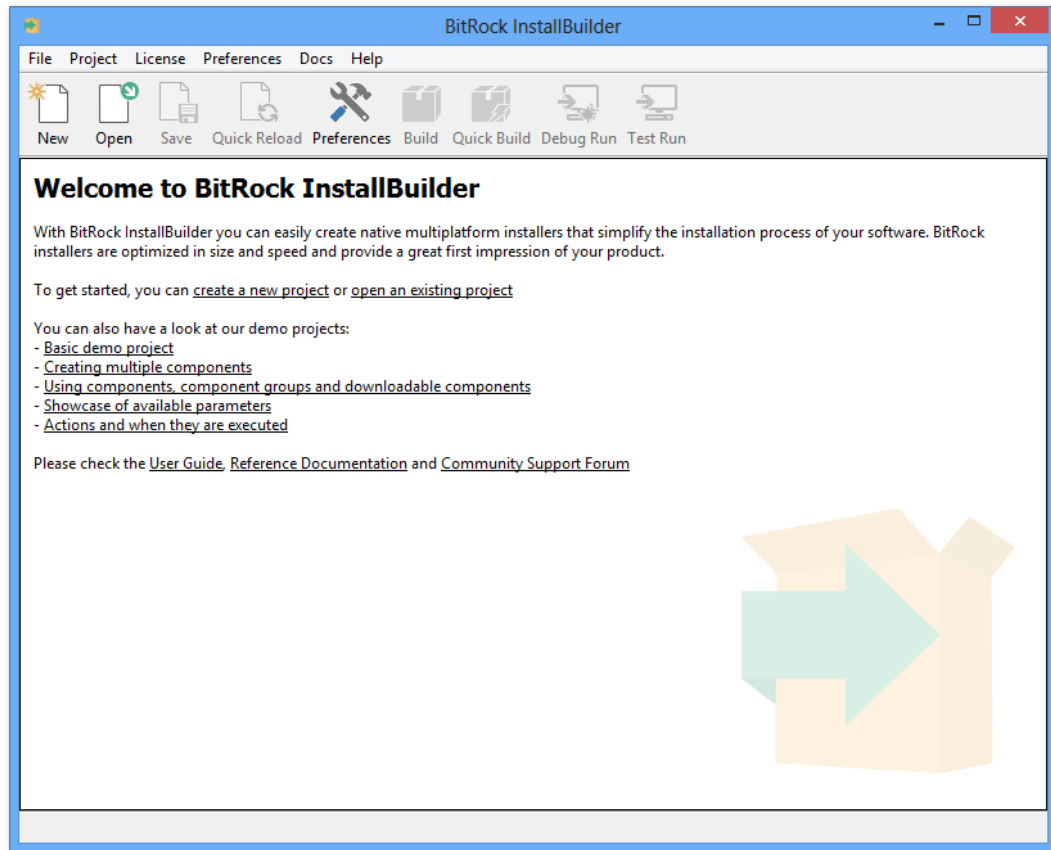 BitRock InstallBuilder
File Project License Preferences Docs Help
New Open Save Quick Reload Preferences Build Quick Build Debug Run Test Run
Welcome to BitRock InstallBuilder
With BitRock InstallBuilder you can easily create native multiplatform installers that simplify the installation process of your software. BitRock
installers are optimized in size and speed and provide a great first impression of your product.
To get started, you can create a new project or open an existing project
You can also have a look at our demo projects:
- Basic demo project
- Creating multiple components
- Using components, component groups and downloadable components
- Showcase of available parameters
- Actions and when they are executed
Please check the User Guide, Reference Documentation and Community Support Forum